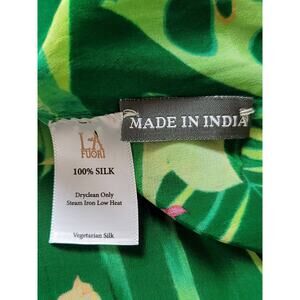 LA
FUORI
100% SILK
Dryclean Only
Steam Iron Low Heat
Vegetarian Silk
MADE IN INDIA